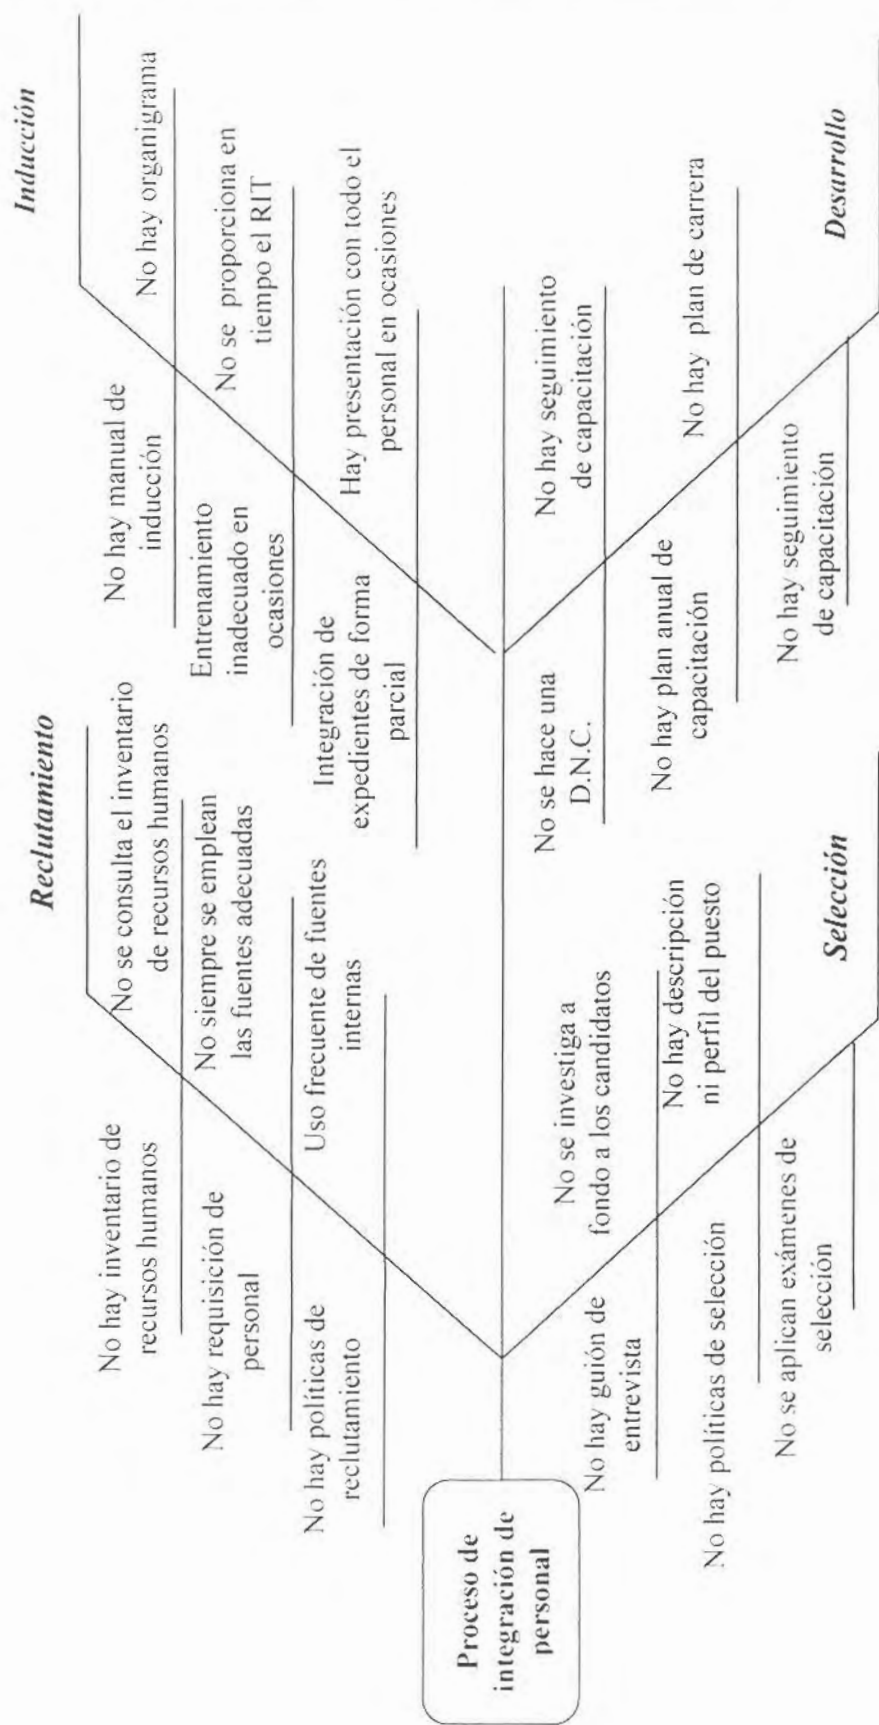 Reclutamiento
No hay inventario de
recursos humanos
No se consulta el inventario
de recursos humanos
No hay requisición de
personal
No siempre se emplean
las fuentes adecuadas
No hay políticas de
reclutamiento
Uso frecuente de fuentes
internas
Inducción
No hay manual de
inducción
No hay organigrama
Entrenamiento
inadecuado en
ocasiones
No se proporciona en
tiempo el RIT
Integración de
expedientes de forma
parcial
Hay presentación con todo el
personal en ocasiones
Proceso de
integración de
personal
No hay guión de
entrevista
No se investiga a
fondo a los candidatos
No hay políticas de selección
No hay descripción
ni perfil del puesto
No se aplican exámenes de
selección
Selección
No se hace una
D.N.C.
No hay seguimiento
de capacitación
No hay plan anual de
capacitación
No hay plan de carrera
No hay seguimiento
de capacitación
Desarrollo